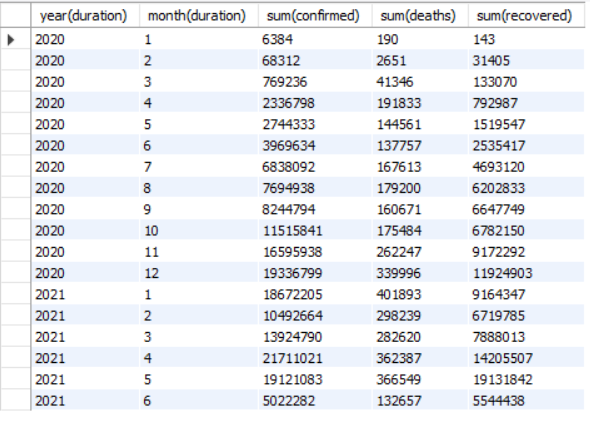 year(duration) month(duration) sum(confirmed) sum(deaths) sum(recovered)
2020 1 6384 190 143
2020 2 68312 2651 31405
2020 3 769236 41346 133070
2020 4 2336798 191833 792987
2020 5 2744333 144561 1519547
2020 6 3969634 137757 2535417
2020 7 6838092 167613 4693120
2020 8 7694938 179200 6202833
2020 9 8244794 160671 6647749
2020 10 11515841 175484 6782150
2020 11 16595938 262247 9172292
2020 12 19336799 339996 11924903
2021 1 18672205 401893 9164347
2021 2 10492664 298239 6719785
2021 3 13924790 282620 7888013
2021 4 21711021 362387 14205507
2021 5 19121083 366549 19131842
2021 6 5022282 132657 5544438